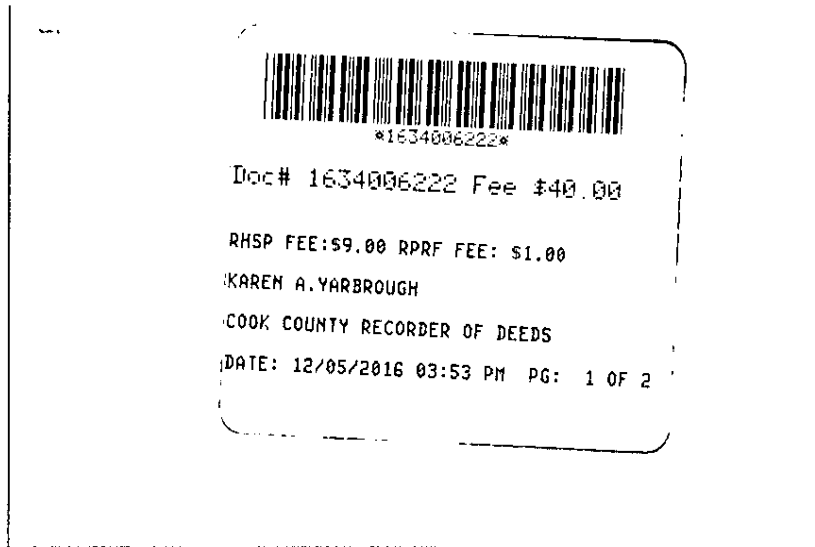 *1634006222*
Doc# 1634006222 Fee $40.00
RHSP FEE:$9.00 RPRF FEE: $1.00
KAREN A.YARBROUGH
COOK COUNTY RECORDER OF DEEDS
DATE: 12/05/2016 03:53 PM PG: 1 OF 2